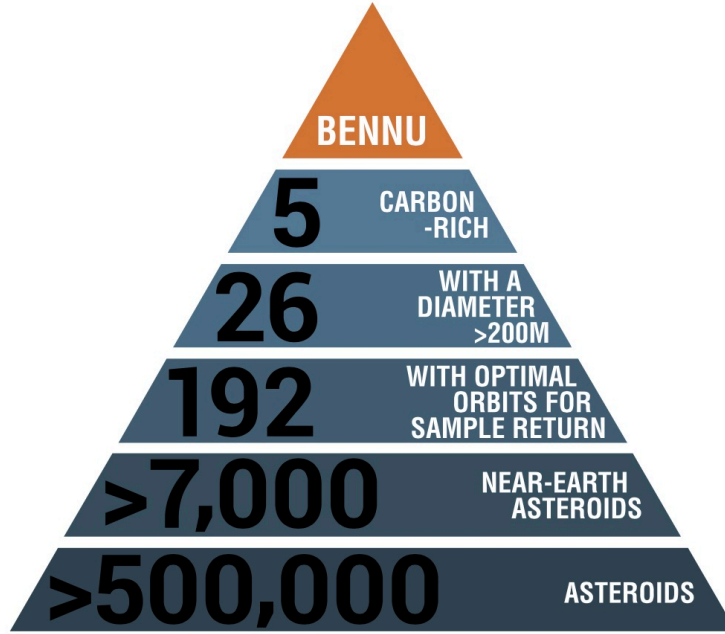 BENNU
5
CARBON
-RICH
26
WITH A
DIAMETER
>200M
192
WITH OPTIMAL
ORBITS FOR
SAMPLE RETURN
>7,000
NEAR-EARTH
ASTEROIDS
>500,000
ASTEROIDS